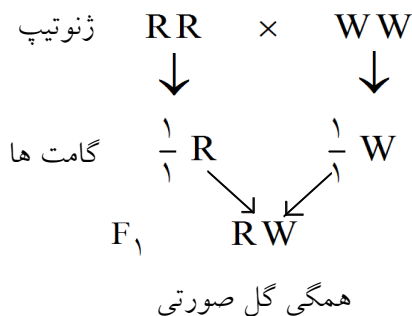 ژنوتیپ RR × WW
گامت ها ۱/۱ R ۱/۱ W
F۱ RW
همگی گل صورتی